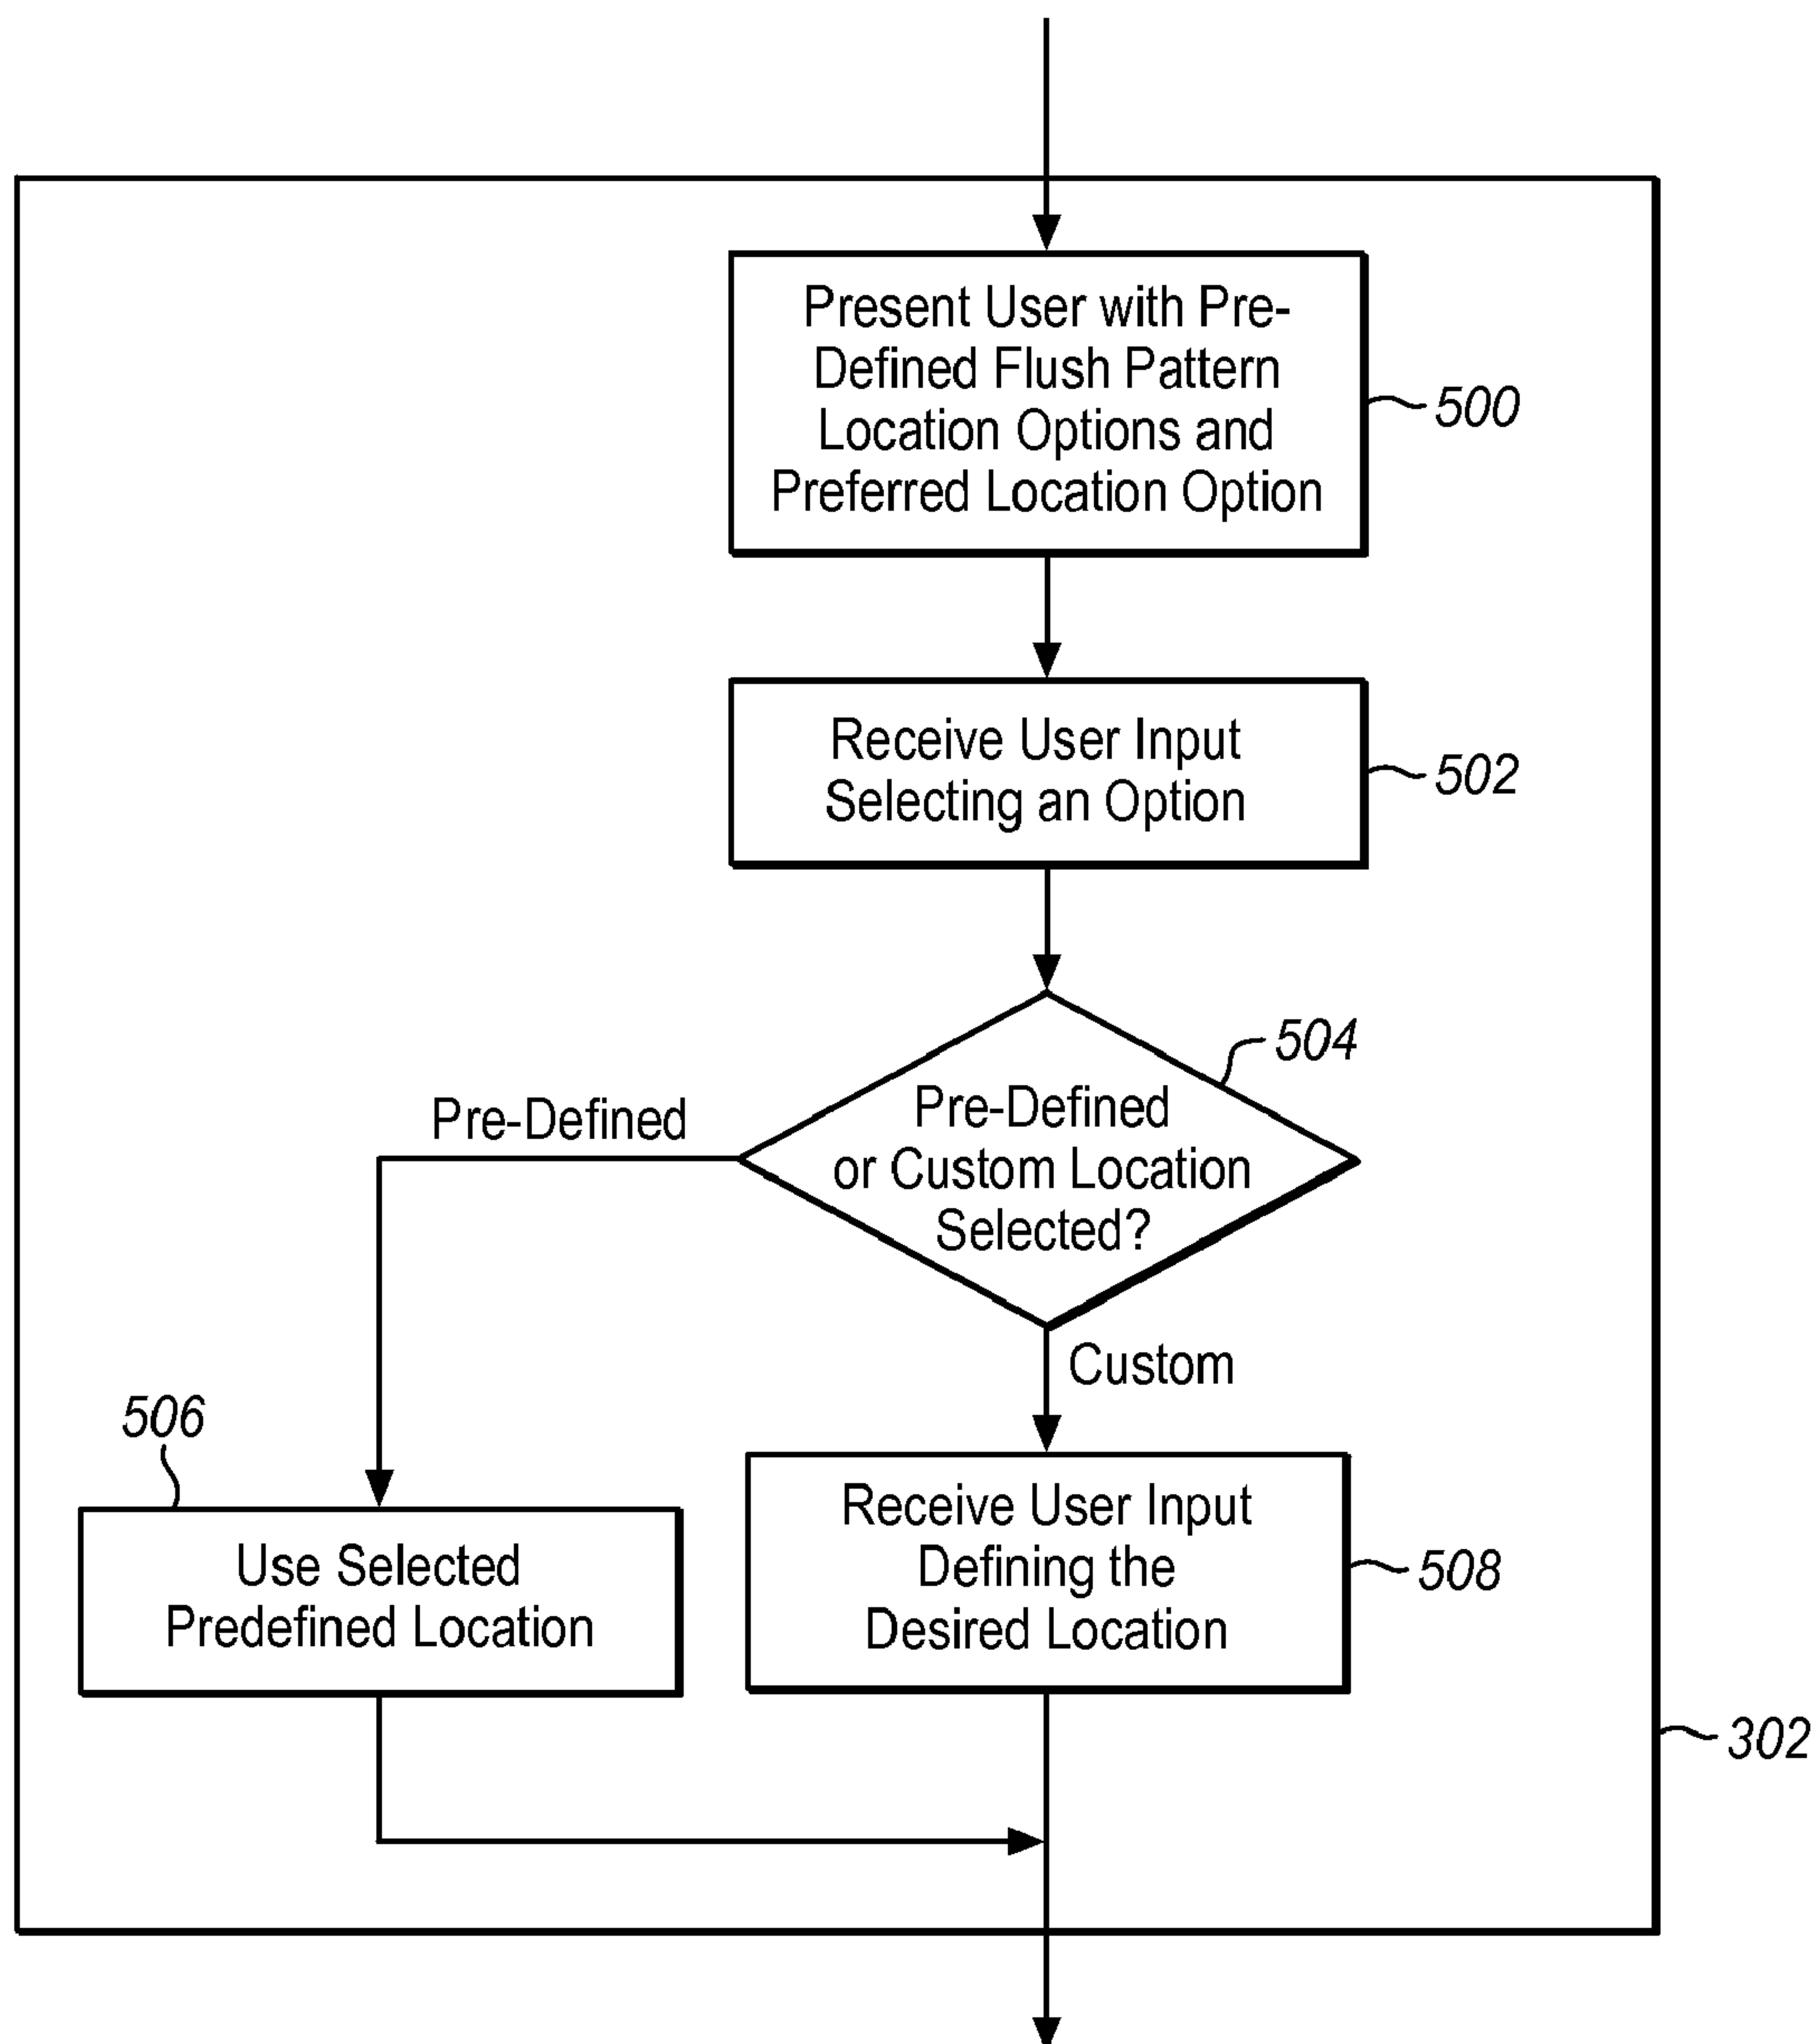 Present User with Pre-
Defined Flush Pattern
Location Options and
Preferred Location Option
500
Receive User Input
Selecting an Option
502
504
Pre-Defined
or Custom Location
Selected?
Pre-Defined
Custom
506
Use Selected
Predefined Location
Receive User Input
Defining the
Desired Location
508
302